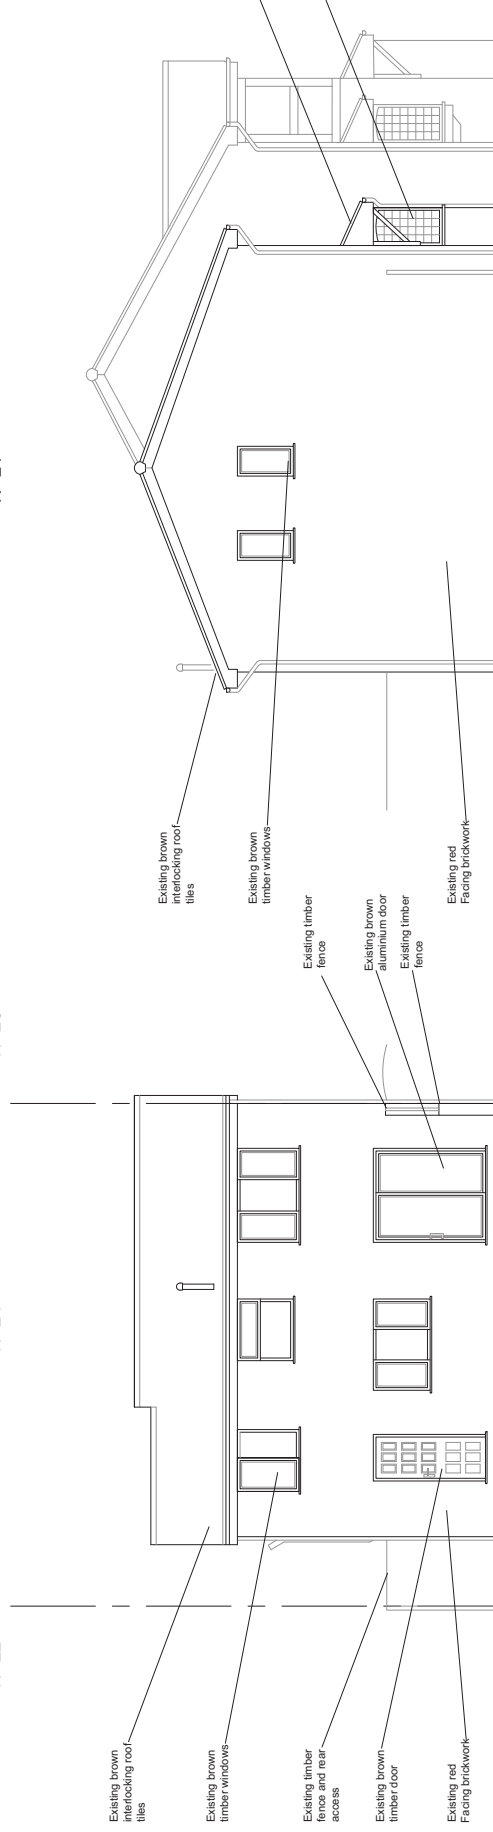 Existing brown
interlocking roof
tiles
Existing brown
timber windows
Existing timber
fence and rear
access
Existing brown
timber door
Existing red
Facing brickwork
Existing timber
fence
Existing brown
aluminium door
Existing timber
fence
Existing brown
interlocking roof
tiles
Existing brown
timber windows
Existing red
Facing brickwork